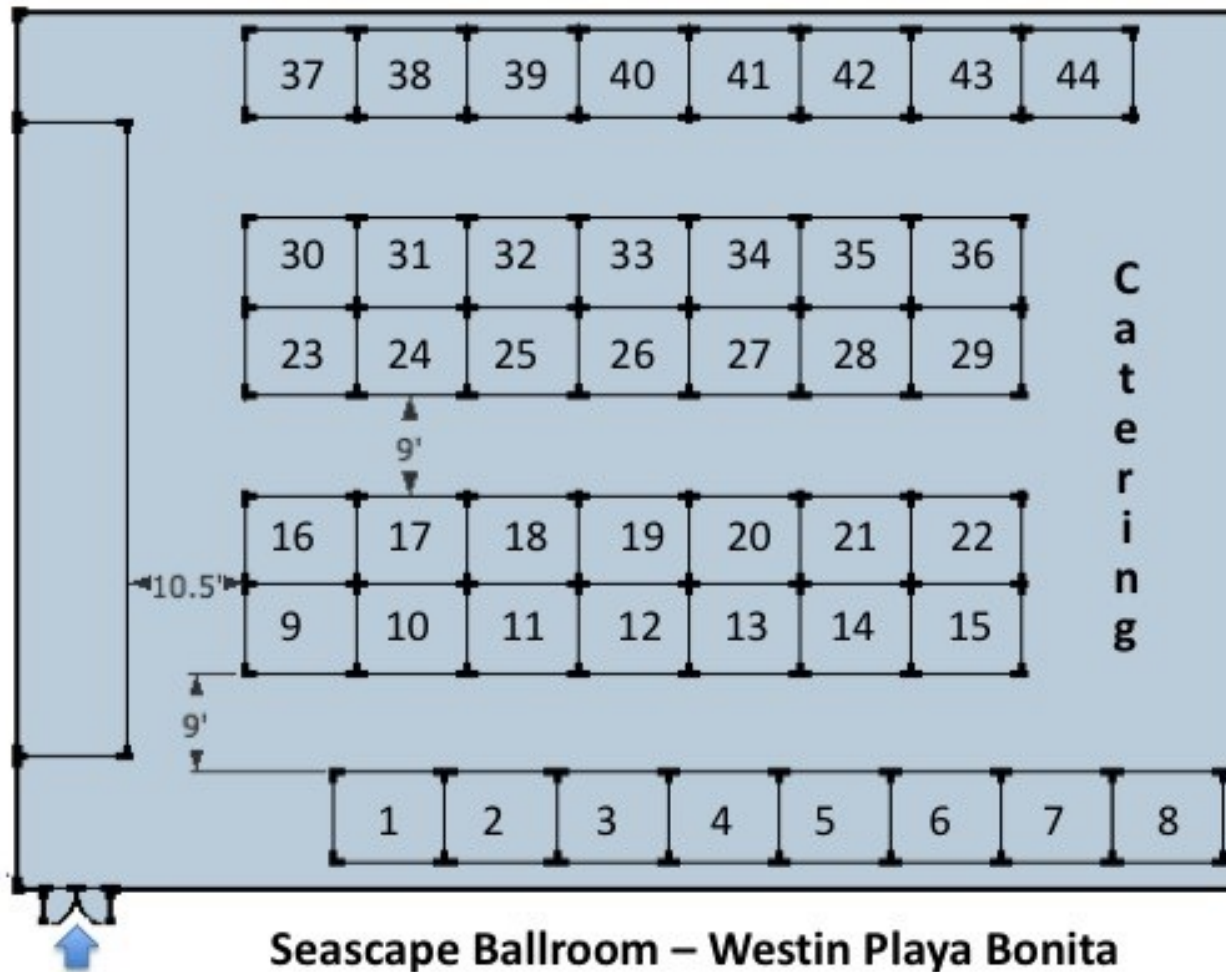 37 38 39 40 41 42 43 44
30 31 32 33 34 35 36
23 24 25 26 27 28 29
9'
16 17 18 19 20 21 22
10.5'
9 10 11 12 13 14 15
9'
1 2 3 4 5 6 7 8
Catering
Seascape Ballroom – Westin Playa Bonita